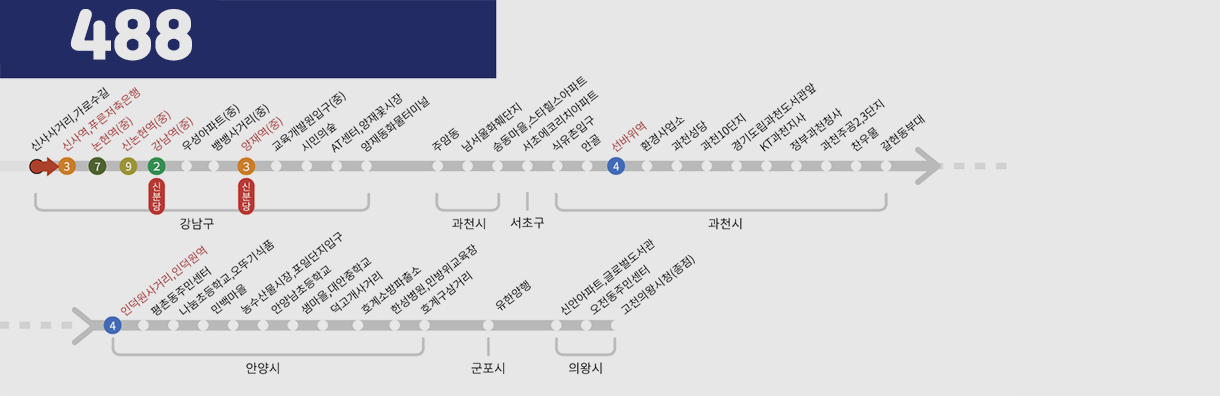 488
신사사거리,가로수길
신사역,푸른저축은행
논현역(중)
신논현역(중)
강남역(중)
우성아파트(중)
뱅뱅사거리(중)
양재역(중)
교육개발원입구(중)
시민의숲
AT센터,양재꽃시장
양재동화물터미널
주암동
남서울화훼단지
송동마을,스타힐스아파트
서초에코리치아파트
식유촌입구
안골
선바위역
환경사업소
과천성당
과천10단지
경기도립과천도서관앞
KT과천지사
정부과천청사
과천주공2,3단지
찬우물
갈현동부대
3
7
9
2
3
4
신분당
신분당
강남구
과천시
서초구
과천시
인덕원사거리,인덕원역
평촌동주민센터
나눔초등학교,오뚜기식품
민백마을
농수산물시장,포일단지입구
안양남초등학교
샘마을,대안중학교
덕고개사거리
호계소방파출소
한성병원,민방위교육장
호계구삼거리
유한양행
신안아파트,글로벌도서관
오전동주민센터
고천의왕시청(종점)
4
안양시
군포시
의왕시